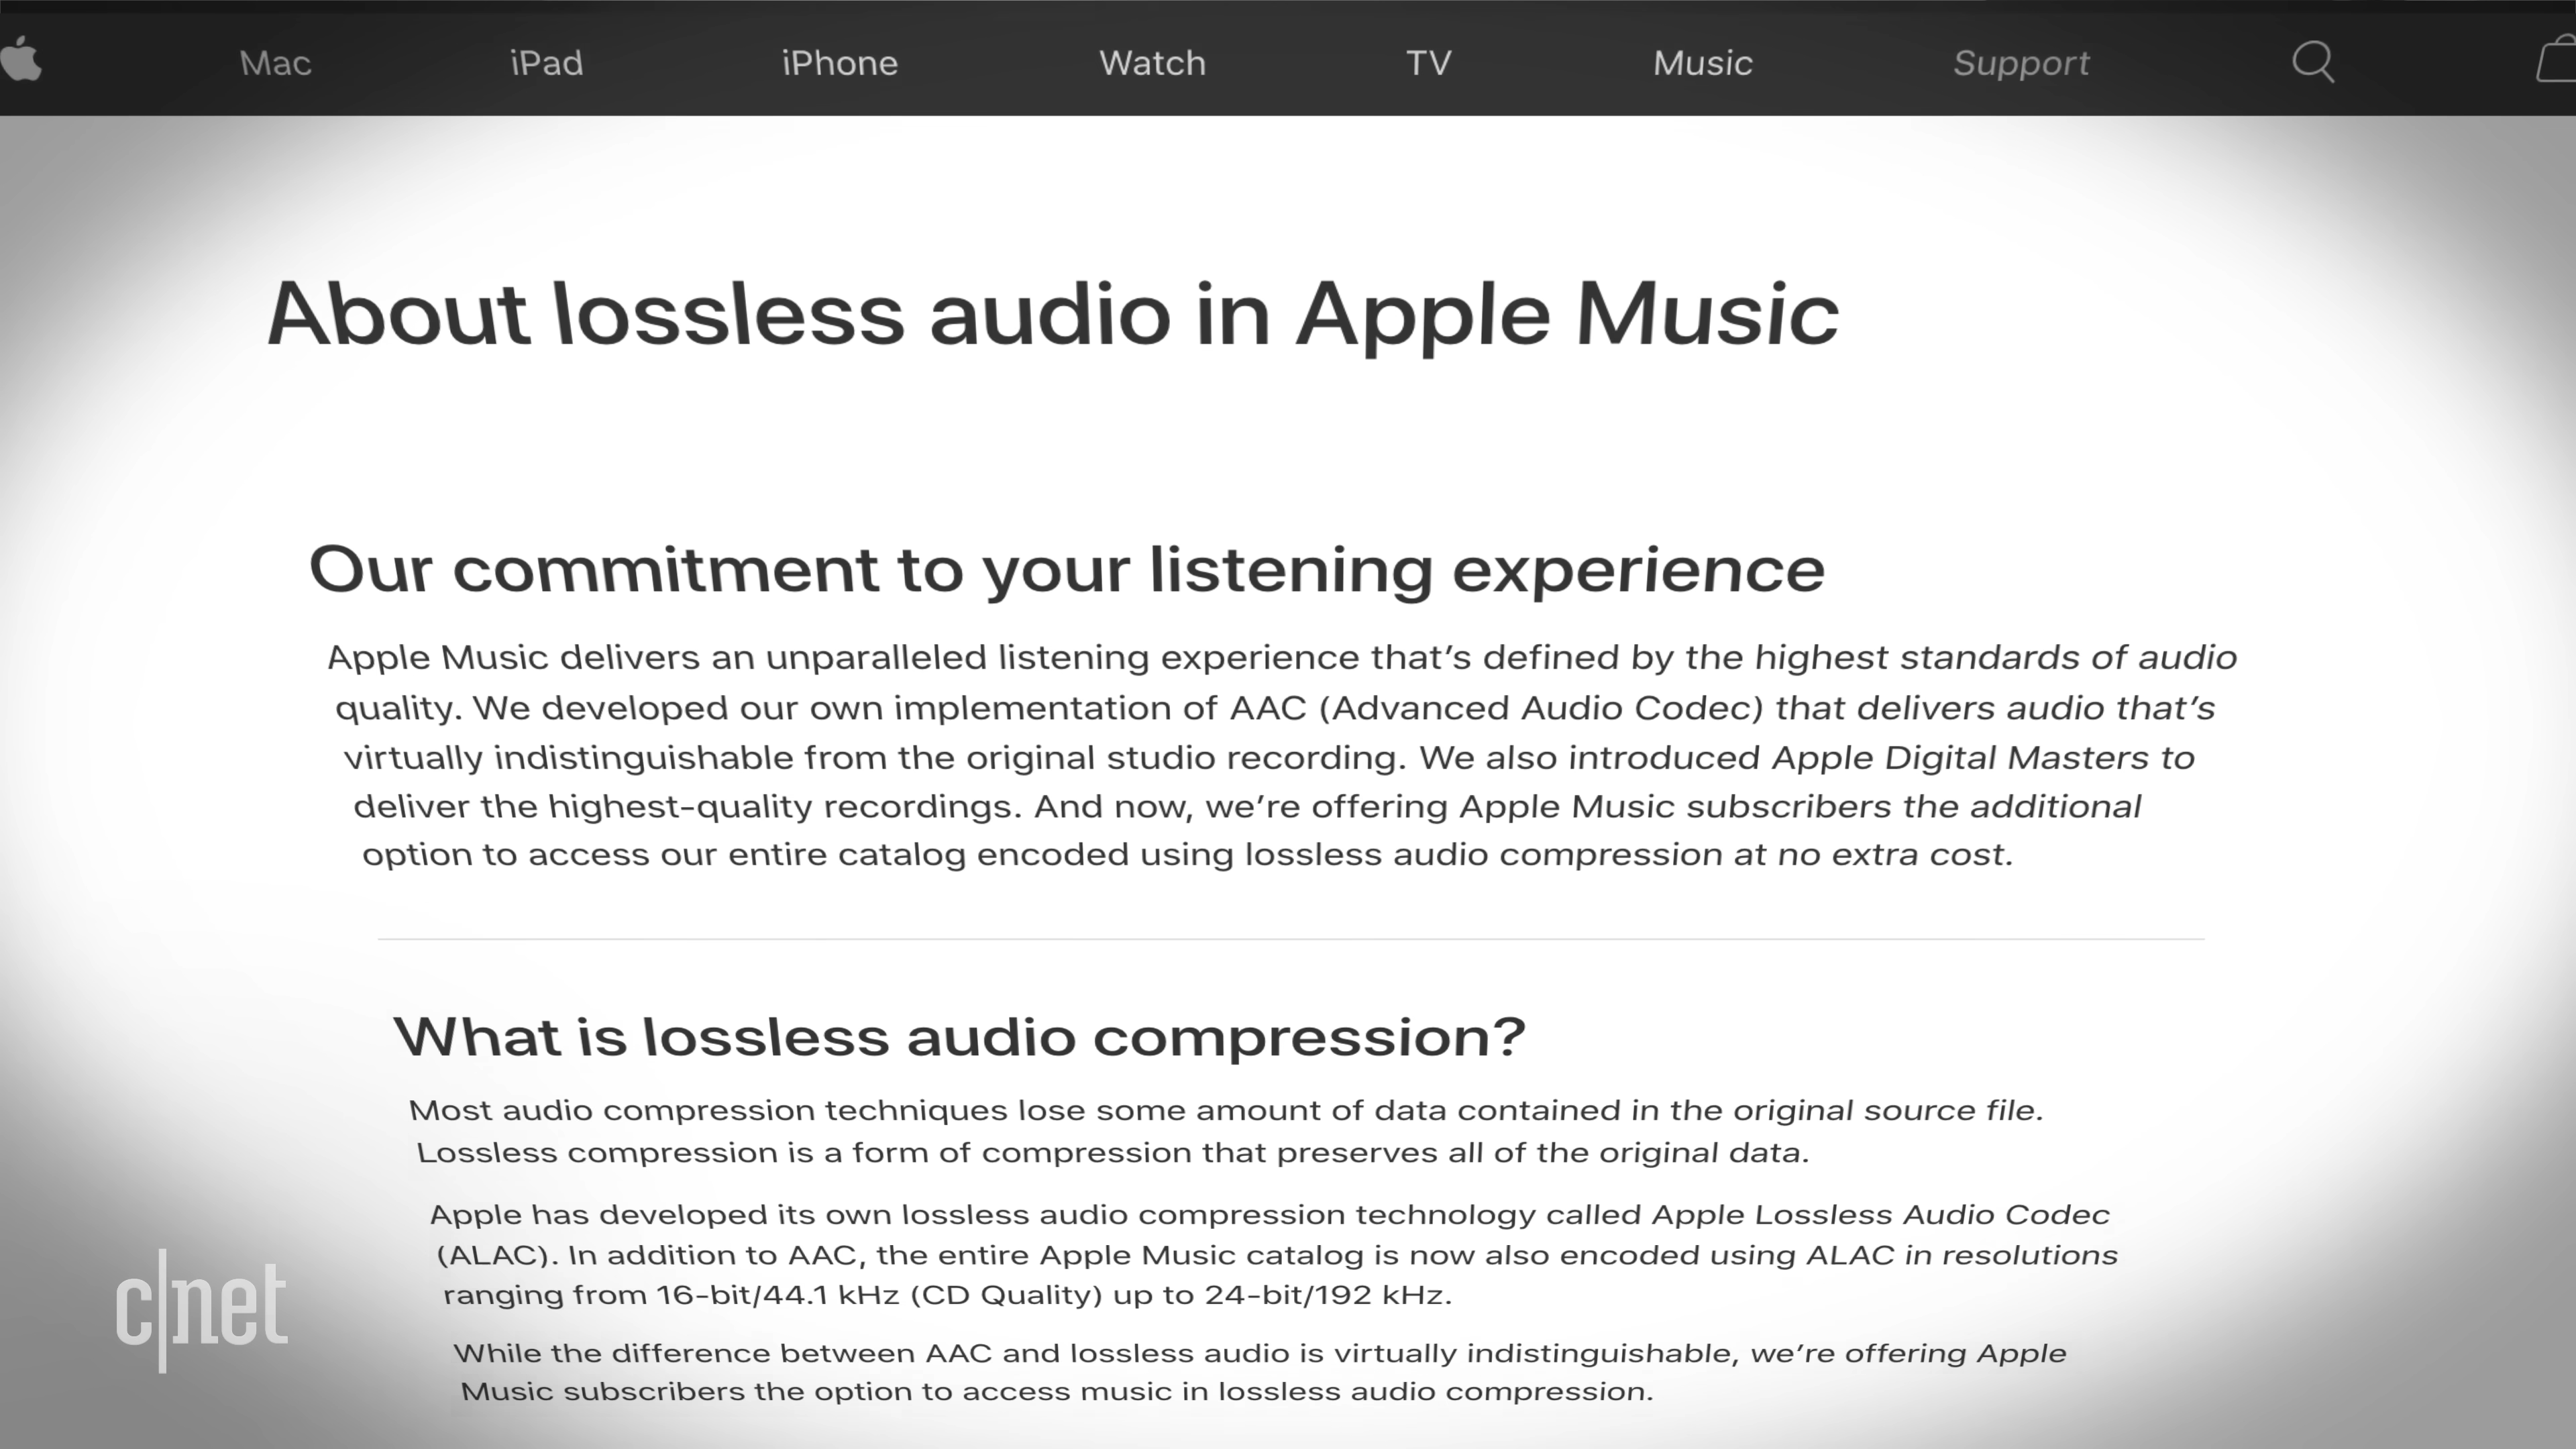 Mac iPad iPhone Watch TV Music Support
About lossless audio in Apple Music
Our commitment to your listening experience
Apple Music delivers an unparalleled listening experience that’s defined by the highest standards of audio
quality. We developed our own implementation of AAC (Advanced Audio Codec) that delivers audio that’s
virtually indistinguishable from the original studio recording. We also introduced Apple Digital Masters to
deliver the highest-quality recordings. And now, we’re offering Apple Music subscribers the additional
option to access our entire catalog encoded using lossless audio compression at no extra cost.
What is lossless audio compression?
Most audio compression techniques lose some amount of data contained in the original source file.
Lossless compression is a form of compression that preserves all of the original data.
Apple has developed its own lossless audio compression technology called Apple Lossless Audio Codec
(ALAC). In addition to AAC, the entire Apple Music catalog is now also encoded using ALAC in resolutions
ranging from 16-bit/44.1 kHz (CD Quality) up to 24-bit/192 kHz.
While the difference between AAC and lossless audio is virtually indistinguishable, we’re offering Apple
Music subscribers the option to access music in lossless audio compression.
c|net